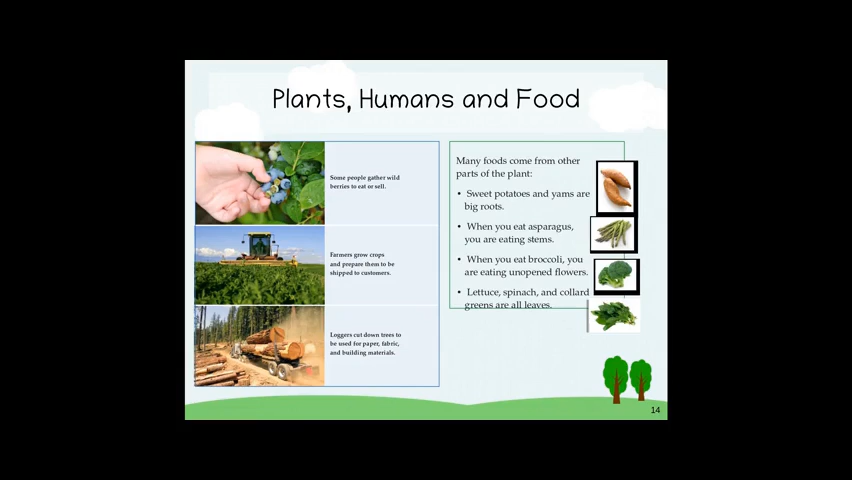 Plants, Humans and Food
Some people gather wild
berries to eat or sell.
Farmers grow crops
and prepare them to be
shipped to customers.
Loggers cut down trees to
be used for paper, fabric,
and building materials.
Many foods come from other
parts of the plant:
• Sweet potatoes and yams are
big roots.
• When you eat asparagus,
you are eating stems.
• When you eat broccoli, you
are eating unopened flowers.
• Lettuce, spinach, and collard
greens are all leaves.
14